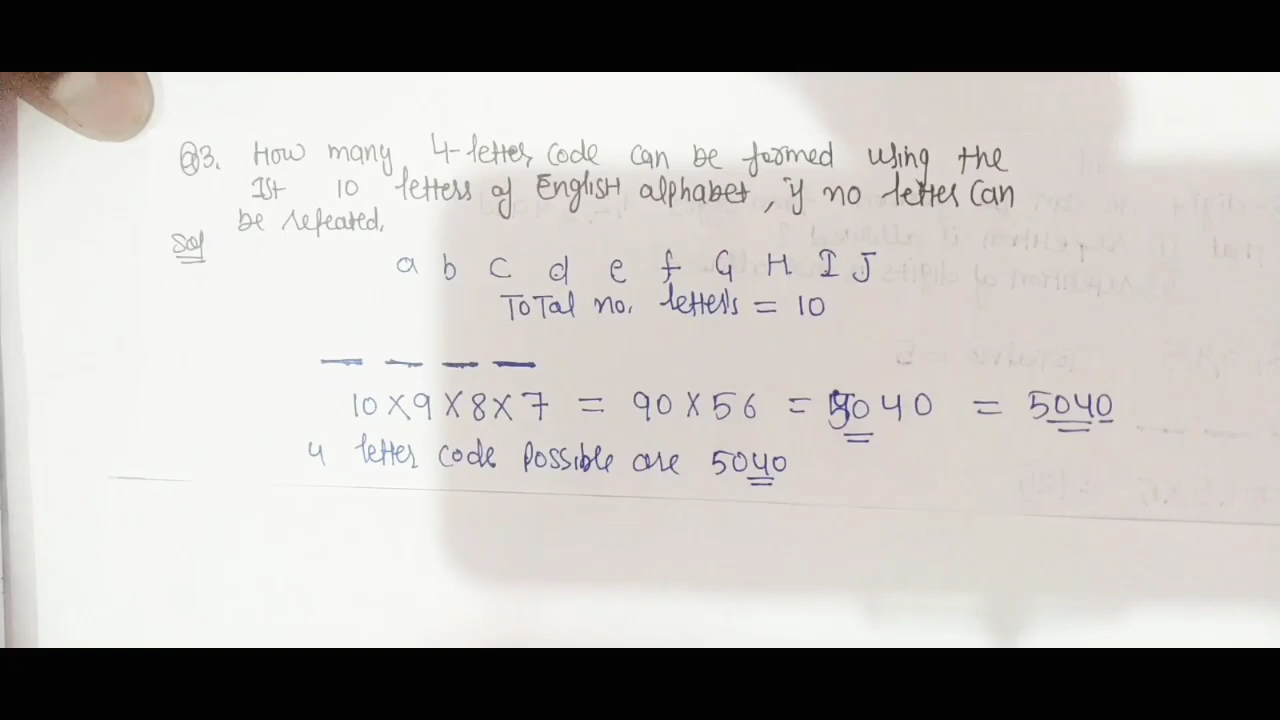 Q3. How many 4-letter code can be formed using the
Ist 10 letters of English alphabet, if no letter can
be repeated.
Sol
a b c d e f G H I J
ToTal no. letters = 10
10 X 9 X 8 X 7 = 90 X 56 = 5040 = 5040
4 letter code possible are 5040